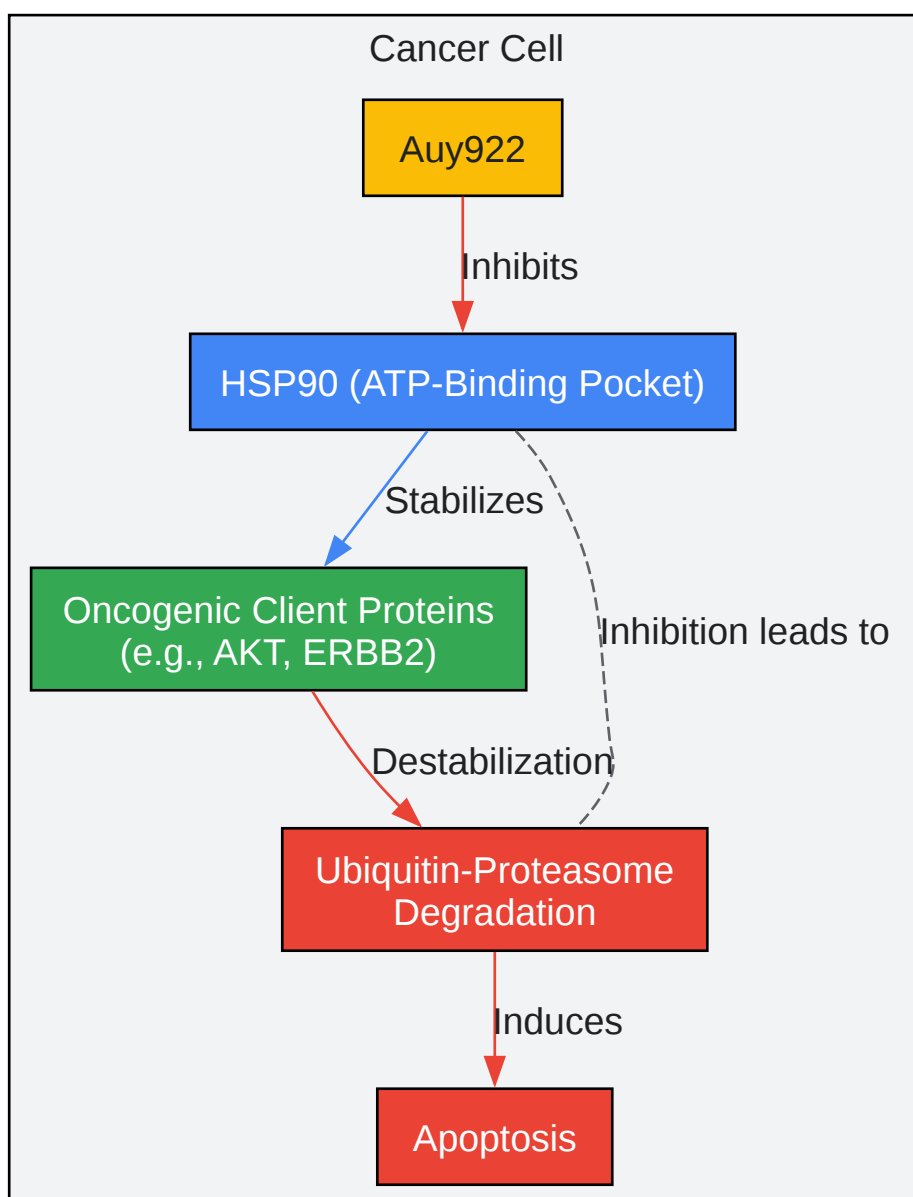 Cancer Cell
Auy922
Inhibits
HSP90 (ATP-Binding Pocket)
Stabilizes
Oncogenic Client Proteins
(e.g., AKT, ERBB2)
Inhibition leads to
Destabilization
Ubiquitin-Proteasome
Degradation
Induces
Apoptosis